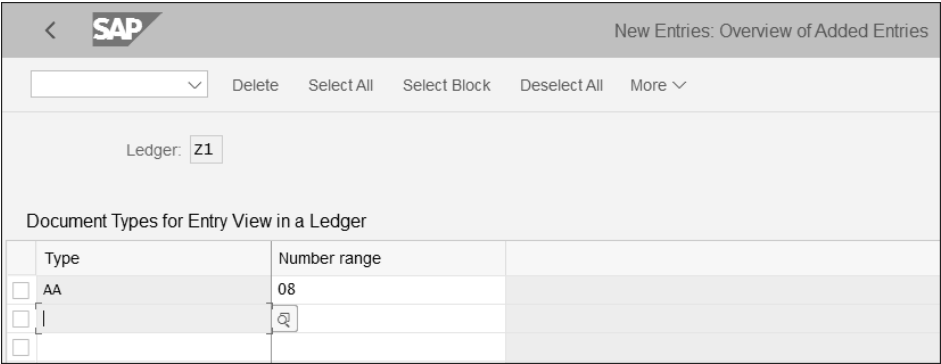 SAP New Entries: Overview of Added Entries
Delete Select All Select Block Deselect All More
Ledger: Z1
Document Types for Entry View in a Ledger
Type Number range
AA 08